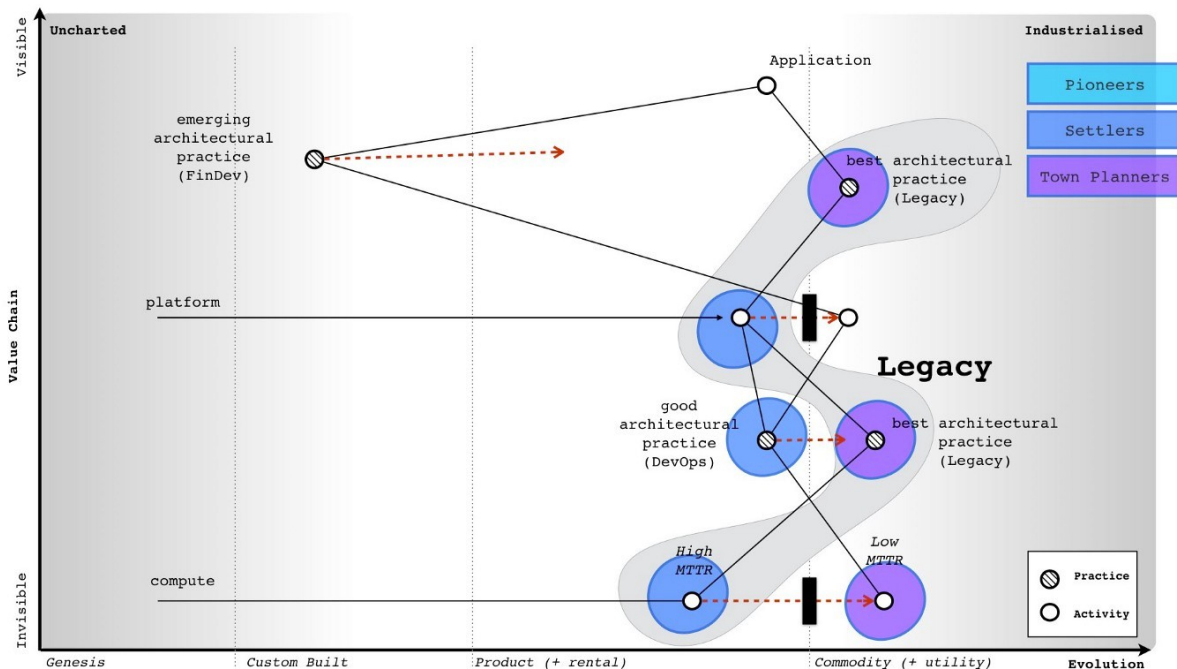 Uncharted
Industrialised
Visible
Application
Pioneers
Settlers
Town Planners
emerging
architectural
practice
(FinDev)
best architectural
practice
(Legacy)
platform
Value Chain
Legacy
good
architectural
practice
(DevOps)
best architectural
practice
(Legacy)
High
MTTR
Low
MTTR
compute
Practice
Activity
Invisible
Genesis
Custom Built
Product (+ rental)
Commodity (+ utility)
Evolution